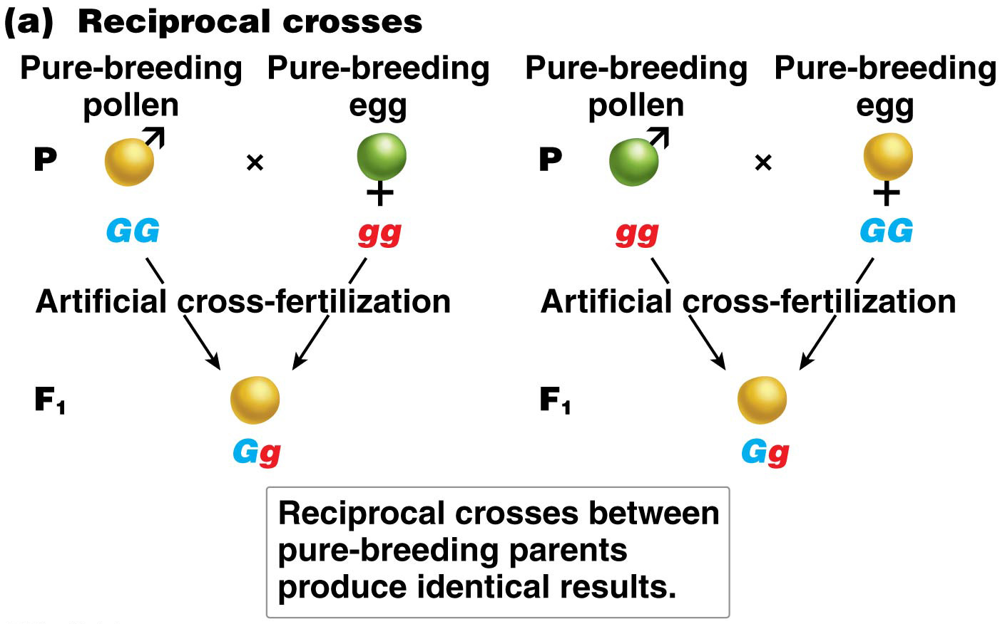 (a) Reciprocal crosses
Pure-breeding pollen
Pure-breeding egg
Pure-breeding pollen
Pure-breeding egg
P ♂ × ♀
P ♂ × ♀
GG gg
gg GG
Artificial cross-fertilization
Artificial cross-fertilization
F₁
F₁
Gg
Gg
Reciprocal crosses between
pure-breeding parents
produce identical results.